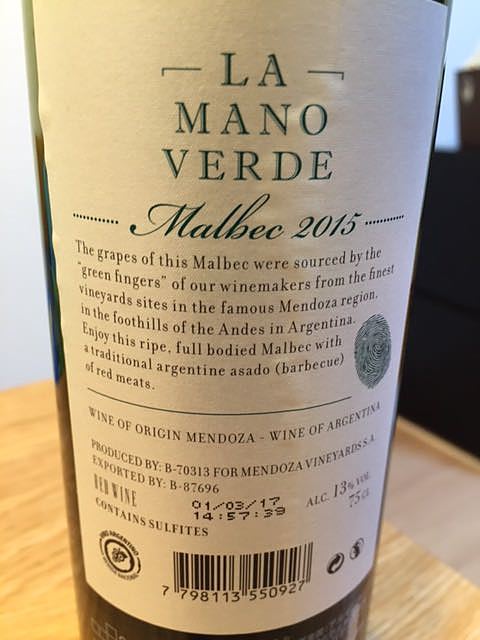 LA
MANO
VERDE
Malbec 2015
The grapes of this Malbec were sourced by the
"green fingers" of our winemakers from the finest
vineyards sites in the famous Mendoza region,
in the foothills of the Andes in Argentina.
Enjoy this ripe, full bodied Malbec with
a traditional argentine asado (barbecue)
of red meats.
WINE OF ORIGIN MENDOZA - WINE OF ARGENTINA
PRODUCED BY: B-70313 FOR MENDOZA VINEYARDS S.A.
EXPORTED BY: B-87696
RED WINE
01/03/17
14:57:39
ALC. 13% VOL.
75 cl
CONTAINS SULFITES
VINO ARGENTINO
7 798113 550927